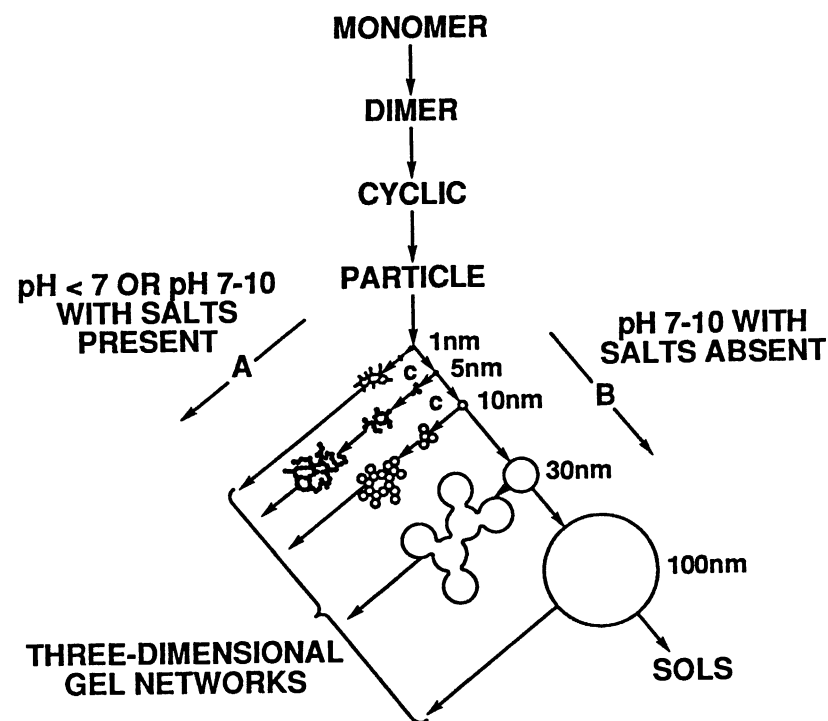 MONOMER
DIMER
CYCLIC
PARTICLE
pH < 7 OR pH 7-10
WITH SALTS
PRESENT
A
pH 7-10 WITH
SALTS ABSENT
B
1nm
c
5nm
c
10nm
30nm
100nm
THREE-DIMENSIONAL
GEL NETWORKS
SOLS